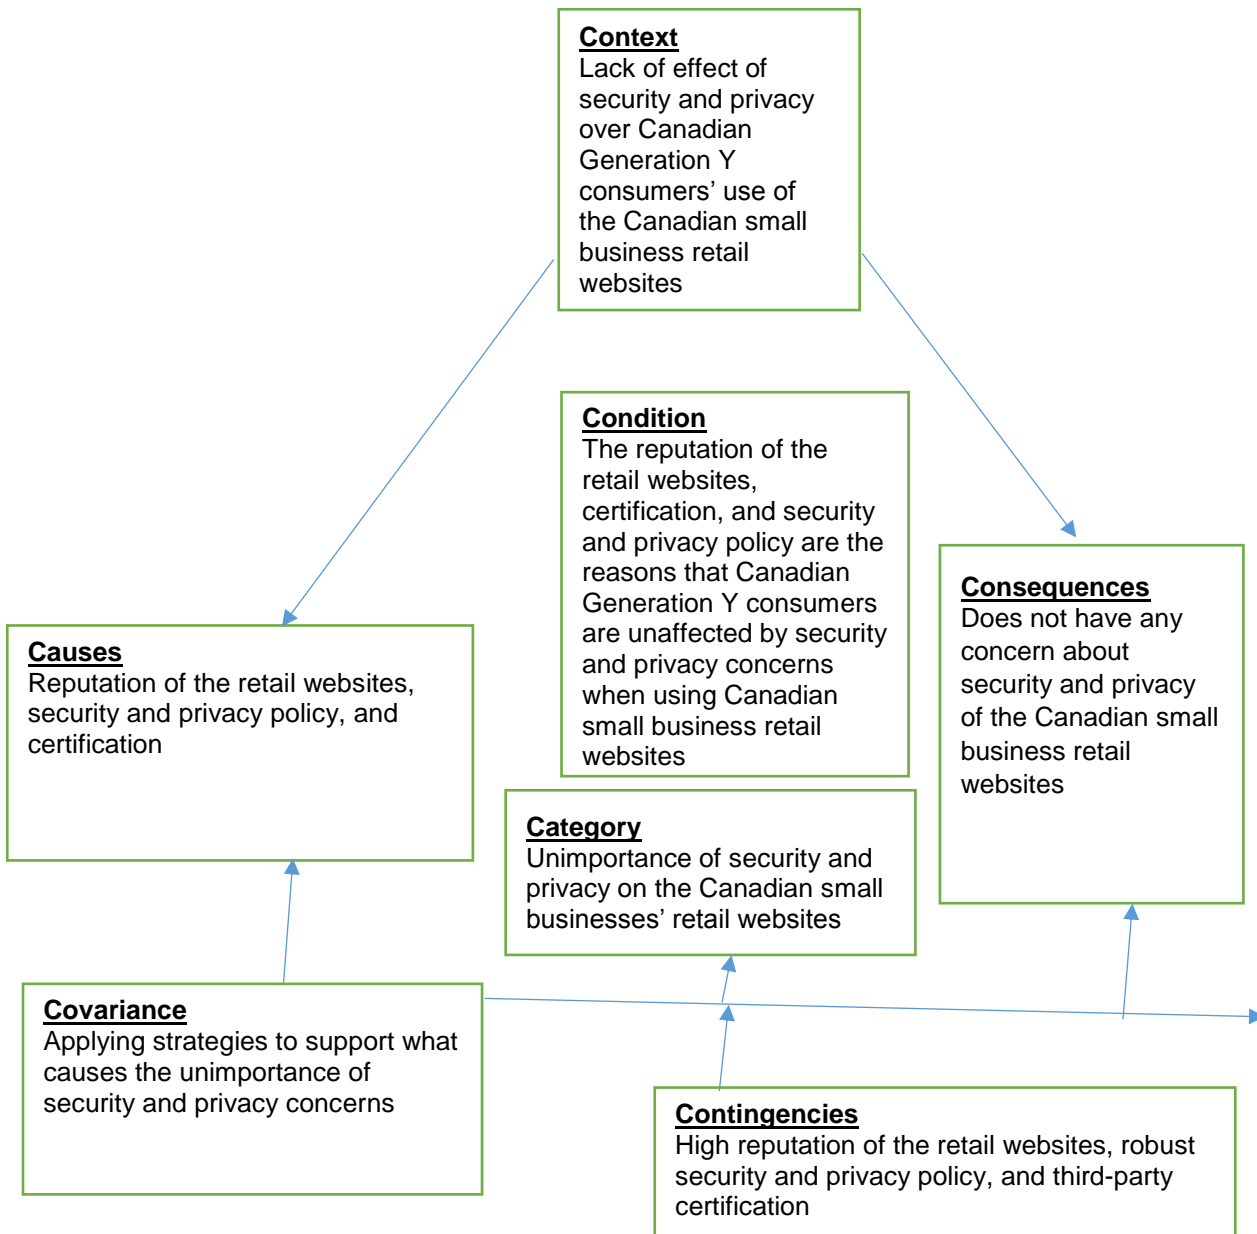 Context
Lack of effect of
security and privacy
over Canadian
Generation Y
consumers’ use of
the Canadian small
business retail
websites
Condition
The reputation of the
retail websites,
certification, and security
and privacy policy are the
reasons that Canadian
Generation Y consumers
are unaffected by security
and privacy concerns
when using Canadian
small business retail
websites
Consequences
Does not have any
concern about
security and privacy
of the Canadian small
business retail
websites
Causes
Reputation of the retail websites,
security and privacy policy, and
certification
Category
Unimportance of security and
privacy on the Canadian small
businesses’ retail websites
Covariance
Applying strategies to support what
causes the unimportance of
security and privacy concerns
Contingencies
High reputation of the retail websites, robust
security and privacy policy, and third-party
certification